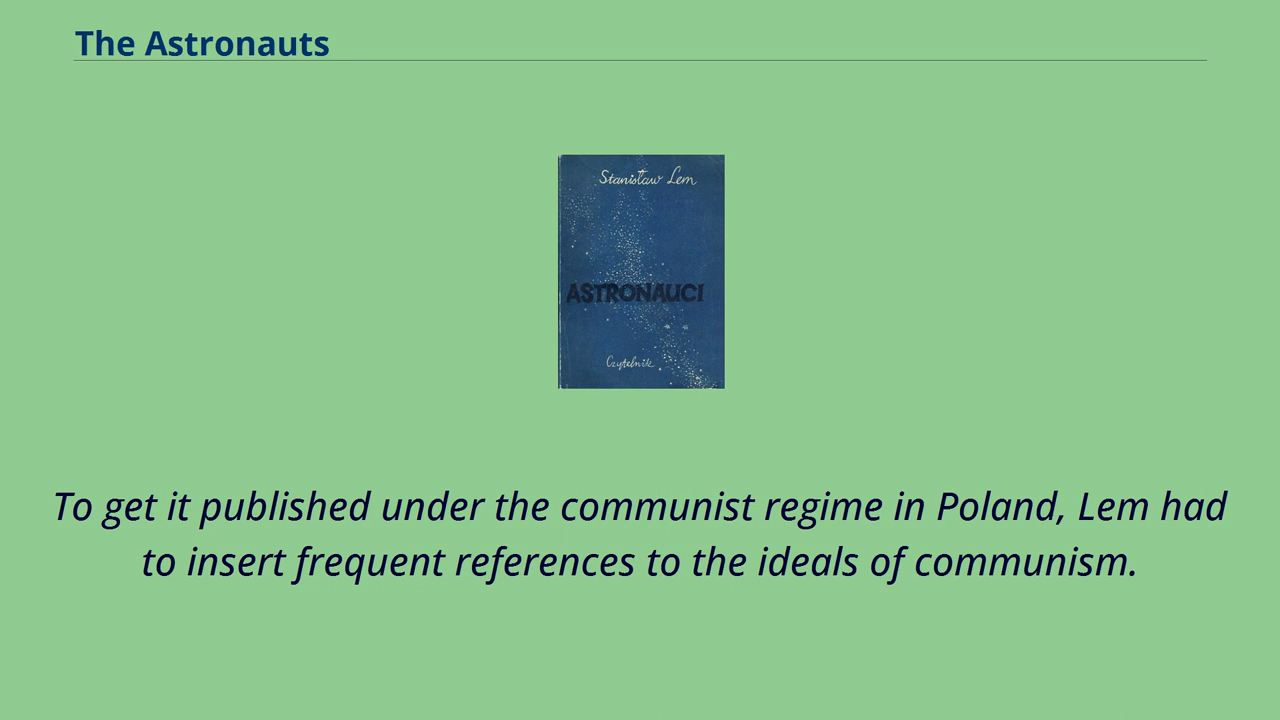 The Astronauts
Stanisław Lem
ASTRONAUCI
Czytelnik
To get it published under the communist regime in Poland, Lem had
to insert frequent references to the ideals of communism.